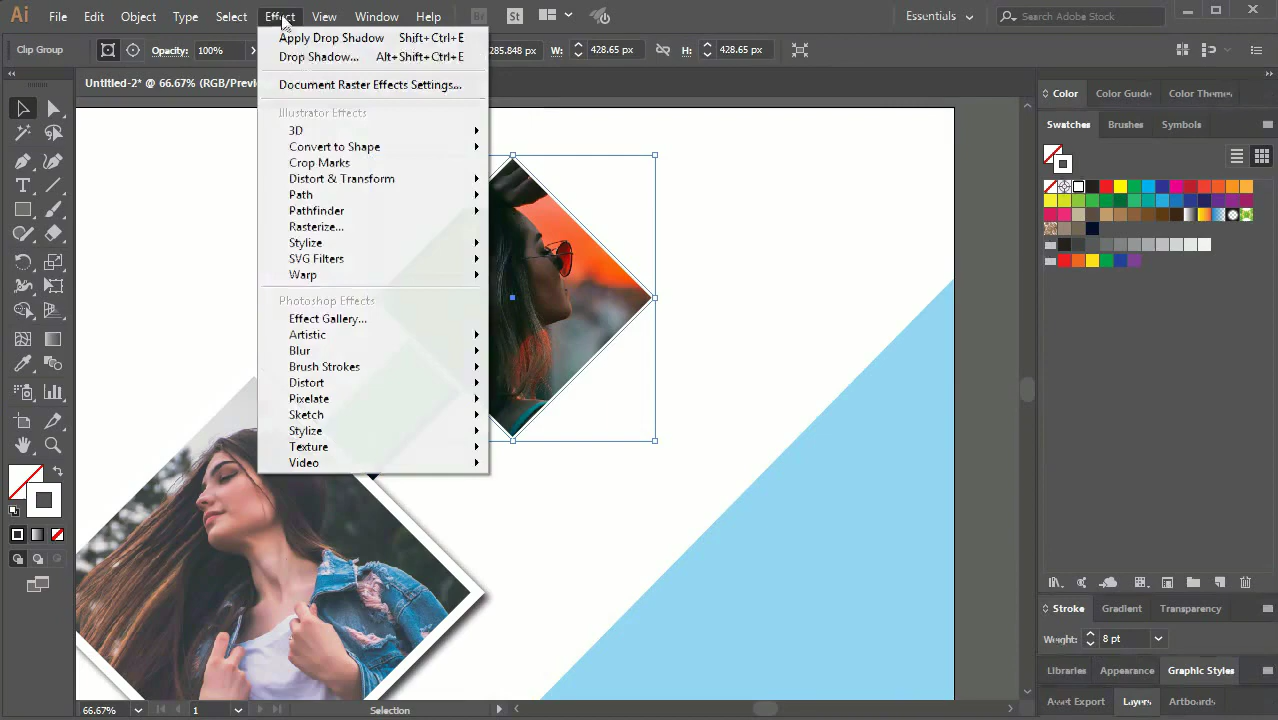 Ai File Edit Object Type Select Effect View Window Help Br St Essentials Search Adobe Stock
Clip Group Opacity: 100% 285.848 px W: 428.65 px H: 428.65 px
Untitled-2* @ 66.67% (RGB/Previ
Apply Drop Shadow Shift+Ctrl+E
Drop Shadow... Alt+Shift+Ctrl+E
Document Raster Effects Settings...
Illustrator Effects
3D
Convert to Shape
Crop Marks
Distort & Transform
Path
Pathfinder
Rasterize...
Stylize
SVG Filters
Warp
Photoshop Effects
Effect Gallery...
Artistic
Blur
Brush Strokes
Distort
Pixelate
Sketch
Stylize
Texture
Video
Color Color Guide Color Themes
Swatches Brushes Symbols
Stroke Gradient Transparency
Weight: 8 pt
Libraries Appearance Graphic Styles
Asset Export Layers Artboards
66.67% 1 Selection